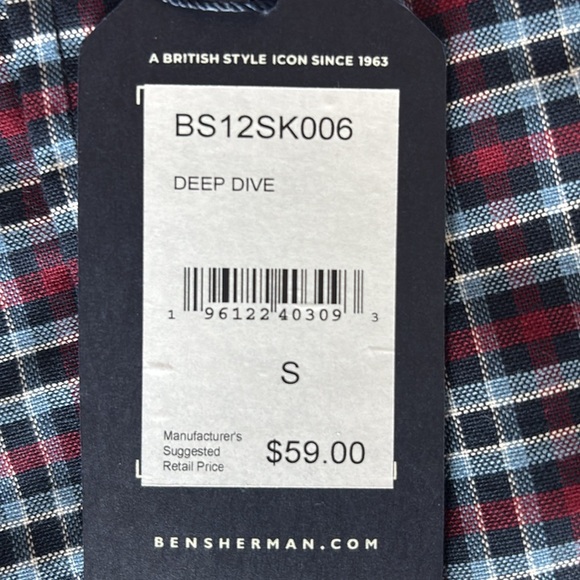 A BRITISH STYLE ICON SINCE 1963
BS12SK006
DEEP DIVE
1 96122 40309 3
S
Manufacturer's
Suggested
Retail Price
$59.00
BENSHERMAN.COM